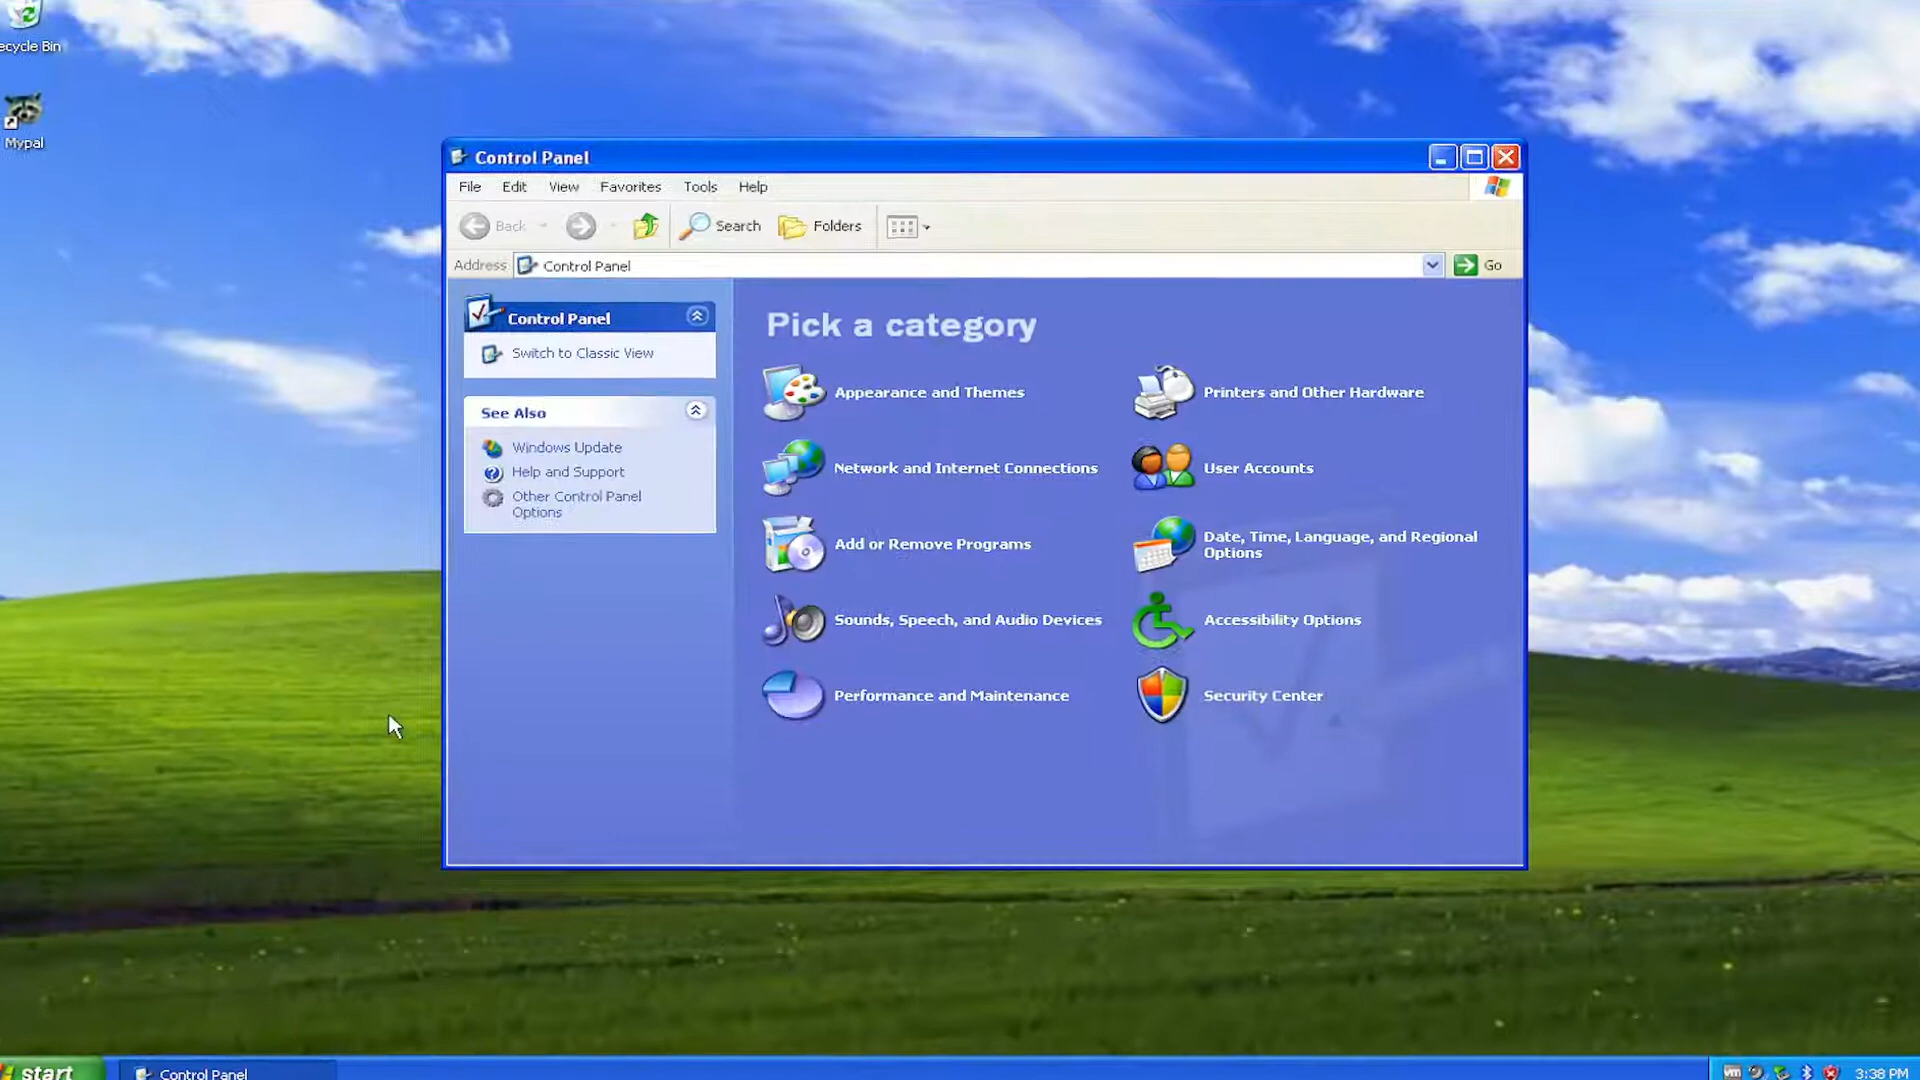 ecycle Bin
Mypal
Control Panel
File Edit View Favorites Tools Help
Back Search Folders
Address Control Panel Go
Control Panel
Switch to Classic View
See Also
Windows Update
Help and Support
Other Control Panel
Options
Pick a category
Appearance and Themes
Printers and Other Hardware
Network and Internet Connections
User Accounts
Add or Remove Programs
Date, Time, Language, and Regional
Options
Sounds, Speech, and Audio Devices
Accessibility Options
Performance and Maintenance
Security Center
start Control Panel vm 3:38 PM